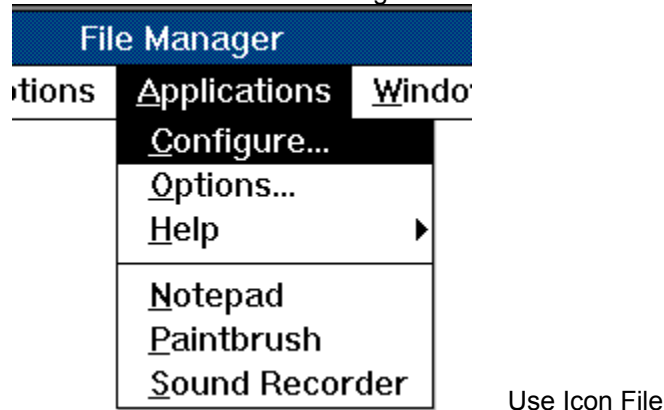 File Manager
tions Applications Windo
Configure...
Options...
Help
Notepad
Paintbrush
Sound Recorder
Use Icon File